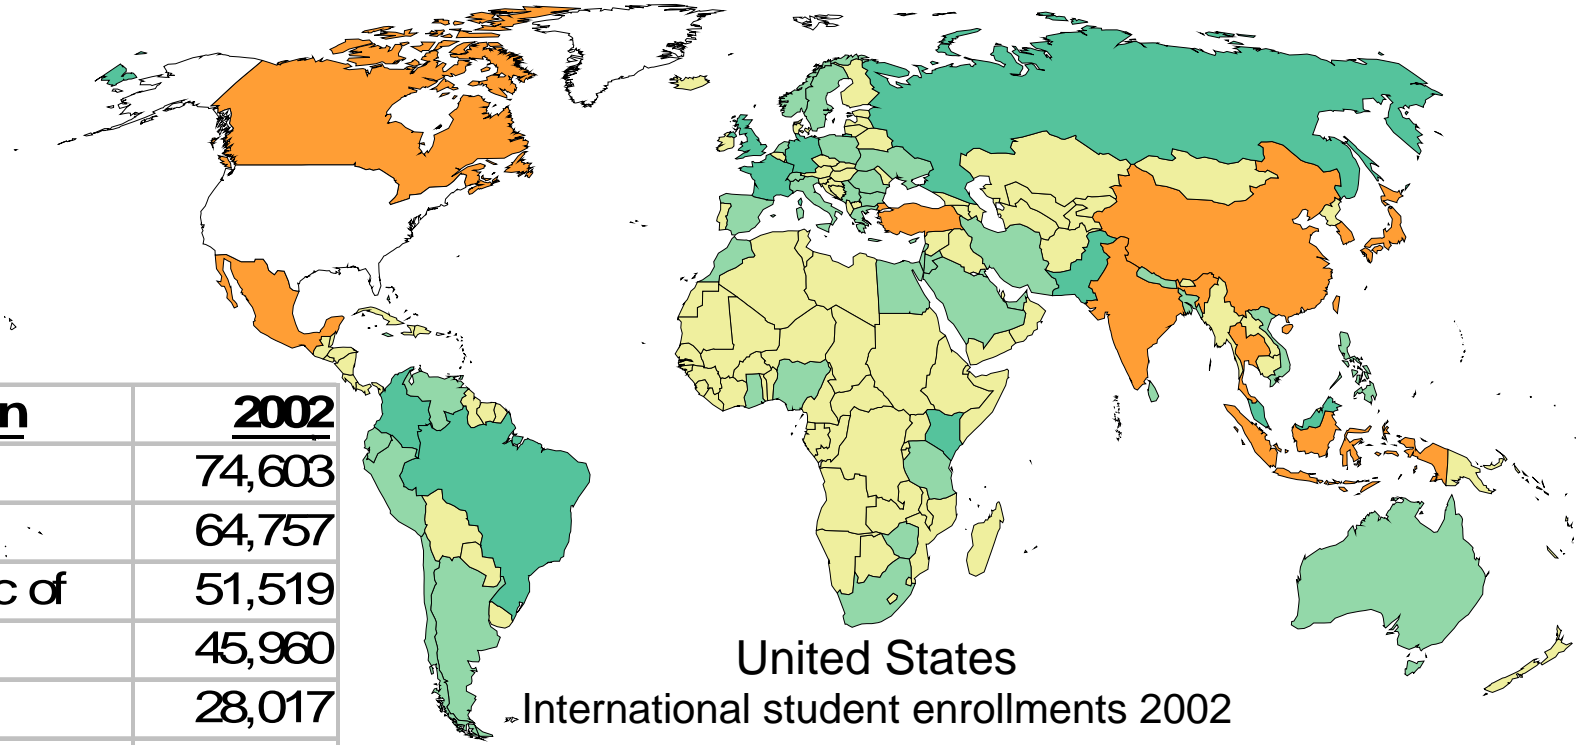 n 2002
74,603
64,757
c of 51,519
45,960
28,017
United States
International student enrollments 2002